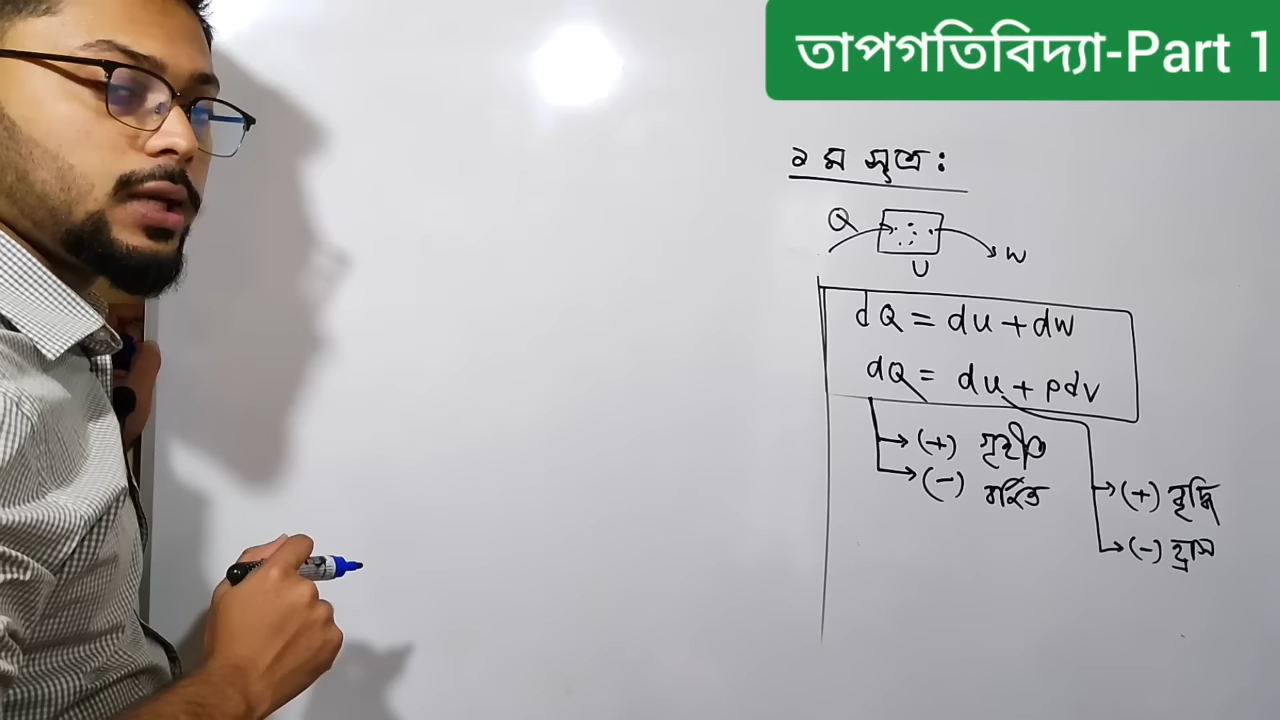 তাপগতিবিদ্যা-Part 1
১ম সূত্র:
Q
W
U
dQ = du + dw
dQ = du + pdv
(+) গৃহীত
(-) বর্জিত
(+) বৃদ্ধি
(-) হ্রাস